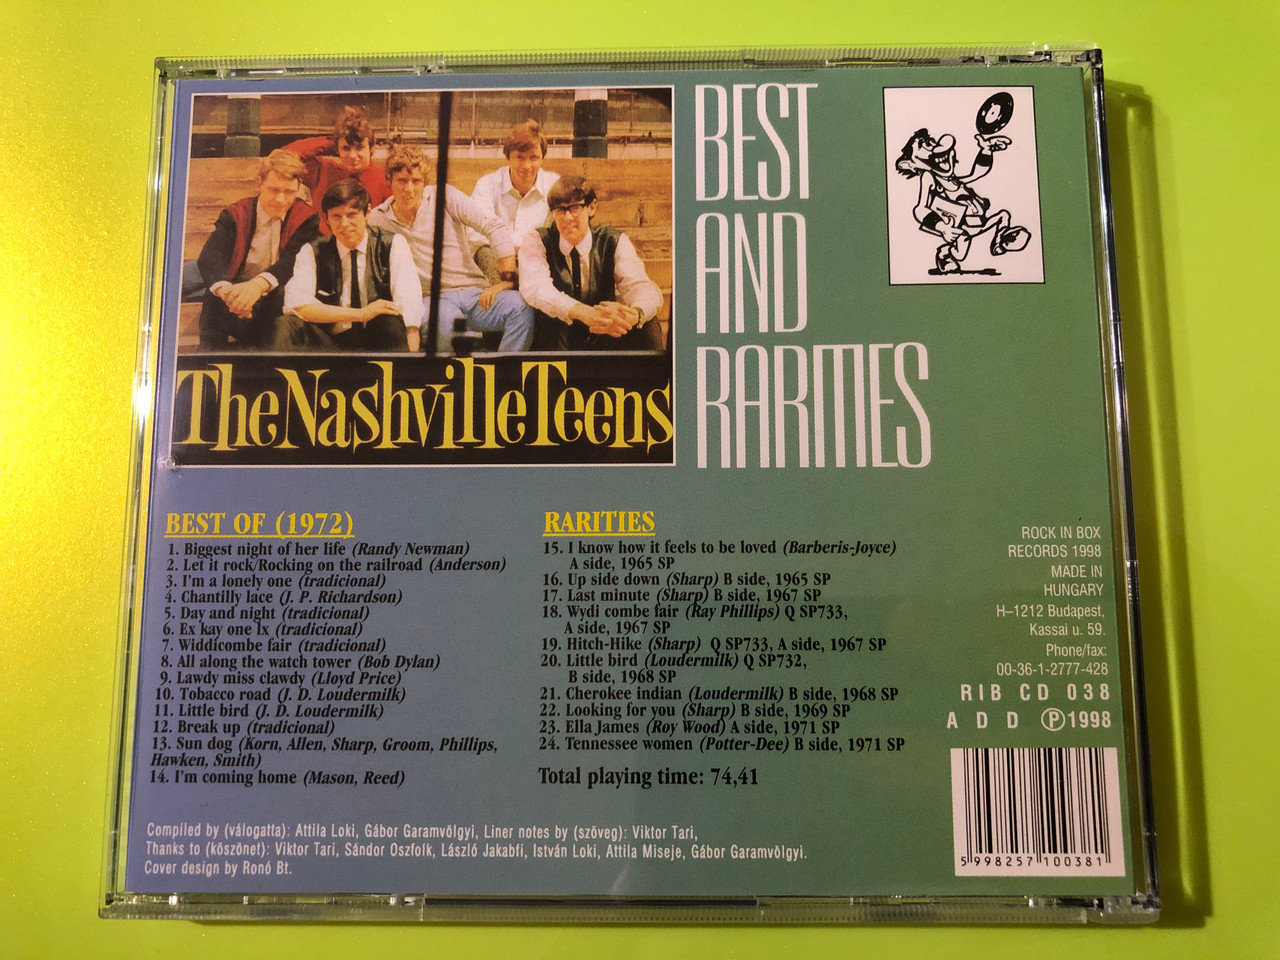 The Nashville Teens
BEST
AND
RARITIES
BEST OF (1972)
1. Biggest night of her life (Randy Newman)
2. Let it rock/Rocking on the railroad (Anderson)
3. I'm a lonely one (tradicional)
4. Chantilly lace (J. P. Richardson)
5. Day and night (tradicional)
6. Ex kay one lx (tradicional)
7. Widdicombe fair (tradicional)
8. All along the watch tower (Bob Dylan)
9. Lawdy miss clawdy (Lloyd Price)
10. Tobacco road (J. D. Loudermilk)
11. Little bird (J. D. Loudermilk)
12. Break up (tradicional)
13. Sun dog (Korn, Allen, Sharp, Groom, Phillips,
Hawken, Smith)
14. I'm coming home (Mason, Reed)
RARITIES
15. I know how it feels to be loved (Barberis-Joyce)
A side, 1965 SP
16. Up side down (Sharp) B side, 1965 SP
17. Last minute (Sharp) B side, 1967 SP
18. Wydi combe fair (Ray Phillips) Q SP733,
A side, 1967 SP
19. Hitch-Hike (Sharp) Q SP733, A side, 1967 SP
20. Little bird (Loudermilk) Q SP732,
B side, 1968 SP
21. Cherokee indian (Loudermilk) B side, 1968 SP
22. Looking for you (Sharp) B side, 1969 SP
23. Ella James (Roy Wood) A side, 1971 SP
24. Tennessee women (Potter-Dee) B side, 1971 SP
Total playing time: 74,41
ROCK IN BOX
RECORDS 1998
MADE IN
HUNGARY
H–1212 Budapest,
Kassai u. 59.
Phone/fax:
00-36-1-2777-428
RIB CD 038
ADD Ⓟ1998
Compiled by (válogatta): Attila Loki, Gábor Garamvölgyi, Liner notes by (szöveg): Viktor Tari,
Thanks to (köszönet): Viktor Tari, Sándor Oszfolk, László Jakabfi, István Loki, Attila Miseje, Gábor Garamvölgyi.
Cover design by Ronó Bt.
5 998257 100381